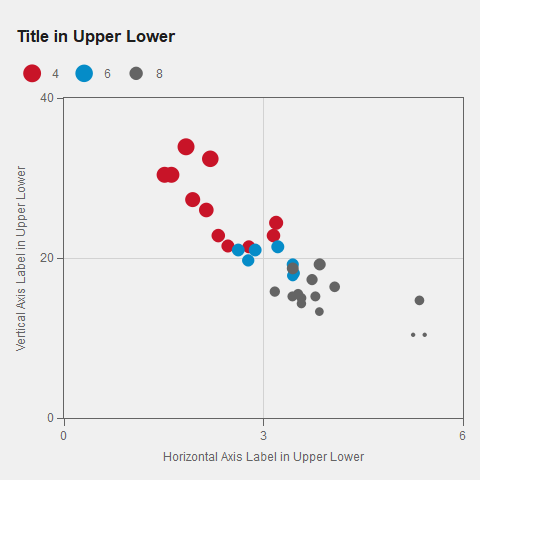 Title in Upper Lower
4 6 8
Vertical Axis Label in Upper Lower
40
20
0
0 3 6
Horizontal Axis Label in Upper Lower